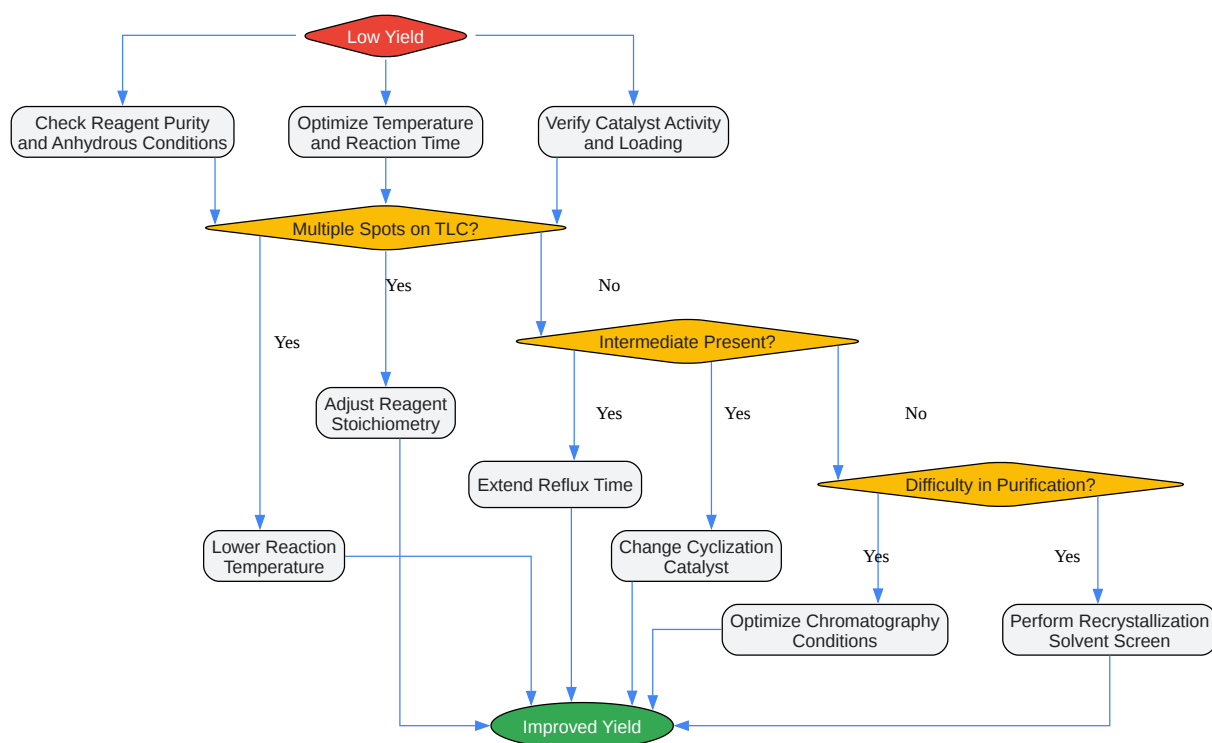 Low Yield
Check Reagent Purity
and Anhydrous Conditions
Optimize Temperature
and Reaction Time
Verify Catalyst Activity
and Loading
Multiple Spots on TLC?
Yes
No
Yes
Intermediate Present?
Adjust Reagent
Stoichiometry
Yes
Yes
No
Extend Reflux Time
Difficulty in Purification?
Lower Reaction
Temperature
Change Cyclization
Catalyst
Yes
Yes
Optimize Chromatography
Conditions
Perform Recrystallization
Solvent Screen
Improved Yield